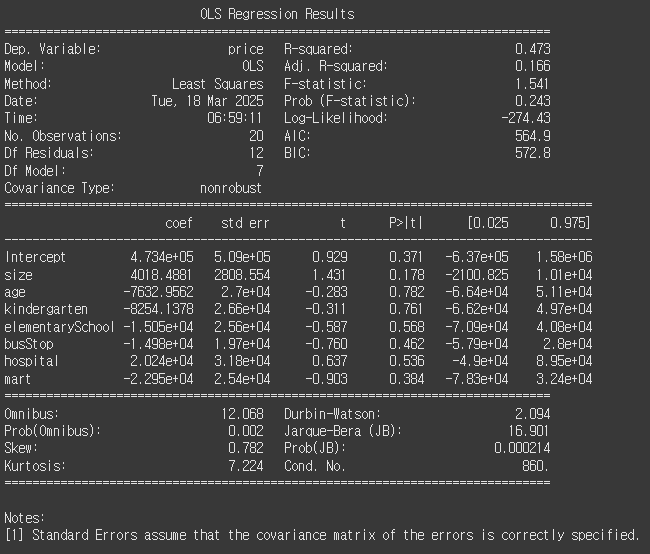 OLS Regression Results
==============================================================================
Dep. Variable: price R-squared: 0.473
Model: OLS Adj. R-squared: 0.166
Method: Least Squares F-statistic: 1.541
Date: Tue, 18 Mar 2025 Prob (F-statistic): 0.243
Time: 06:59:11 Log-Likelihood: -274.43
No. Observations: 20 AIC: 564.9
Df Residuals: 12 BIC: 572.8
Df Model: 7
Covariance Type: nonrobust
====================================================================================
coef std err t P>|t| [0.025 0.975]
------------------------------------------------------------------------------------
Intercept 4.734e+05 5.09e+05 0.929 0.371 -6.37e+05 1.58e+06
size 4018.4881 2808.554 1.431 0.178 -2100.825 1.01e+04
age -7632.9562 2.7e+04 -0.283 0.782 -6.64e+04 5.11e+04
kindergarten -8254.1378 2.66e+04 -0.311 0.761 -6.62e+04 4.97e+04
elementarySchool -1.505e+04 2.56e+04 -0.587 0.568 -7.09e+04 4.08e+04
busStop -1.498e+04 1.97e+04 -0.760 0.462 -5.79e+04 2.8e+04
hospital 2.024e+04 3.18e+04 0.637 0.536 -4.9e+04 8.95e+04
mart -2.295e+04 2.54e+04 -0.903 0.384 -7.83e+04 3.24e+04
==============================================================================
Omnibus: 12.068 Durbin-Watson: 2.094
Prob(Omnibus): 0.002 Jarque-Bera (JB): 16.901
Skew: 0.782 Prob(JB): 0.000214
Kurtosis: 7.224 Cond. No. 860.
==============================================================================
Notes:
[1] Standard Errors assume that the covariance matrix of the errors is correctly specified.